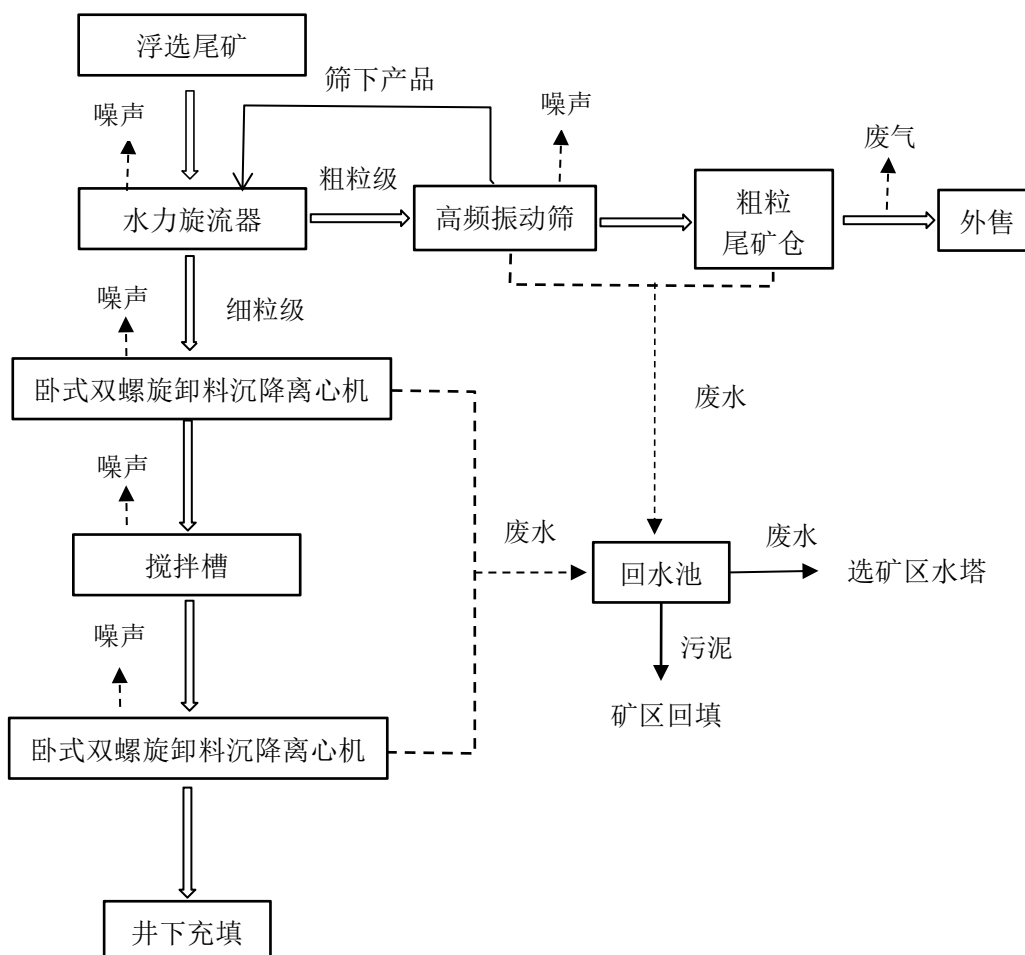 浮选尾矿
筛下产品
噪声
噪声
废气
粗粒级
水力旋流器
高频振动筛
粗粒
尾矿仓
外售
噪声
细粒级
卧式双螺旋卸料沉降离心机
废水
噪声
废水
废水
搅拌槽
回水池
选矿区水塔
噪声
污泥
矿区回填
卧式双螺旋卸料沉降离心机
井下充填